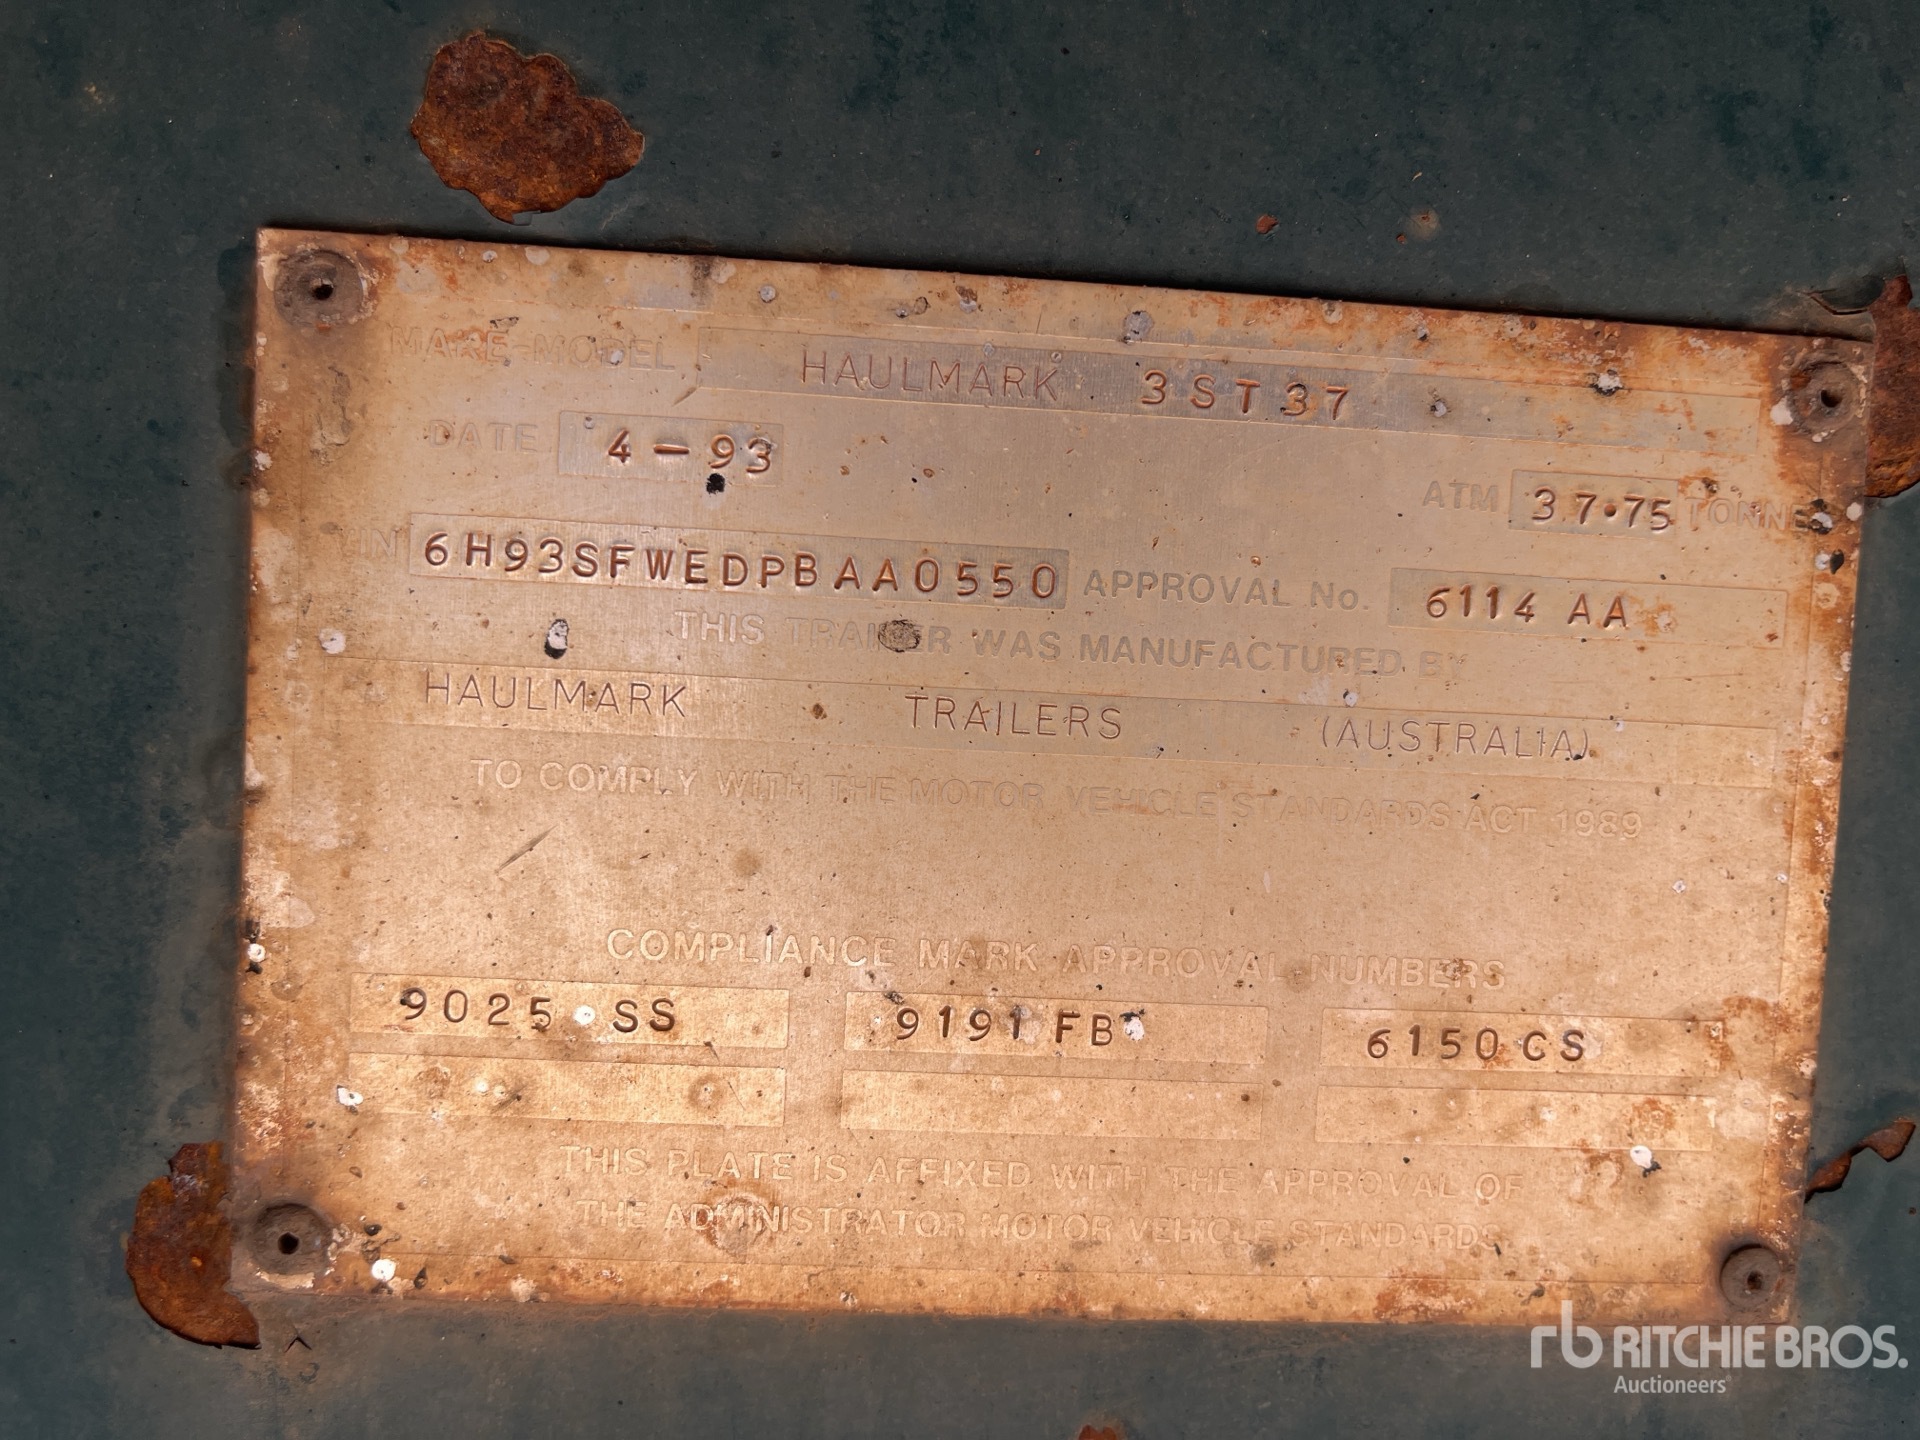 MAKE-MODEL HAULMARK 3ST37
DATE 4-93
ATM 37.75 TONNES
VIN 6H93SFWEDPBAA0550 APPROVAL No. 6114 AA
THIS TRAILER WAS MANUFACTURED BY
HAULMARK TRAILERS (AUSTRALIA)
TO COMPLY WITH THE MOTOR VEHICLE STANDARDS ACT 1989
COMPLIANCE MARK APPROVAL NUMBERS
9025 SS 9191 FB 6150 CS
THIS PLATE IS AFFIXED WITH THE APPROVAL OF
THE ADMINISTRATOR MOTOR VEHICLE STANDARDS
rb RITCHIE BROS.
Auctioneers